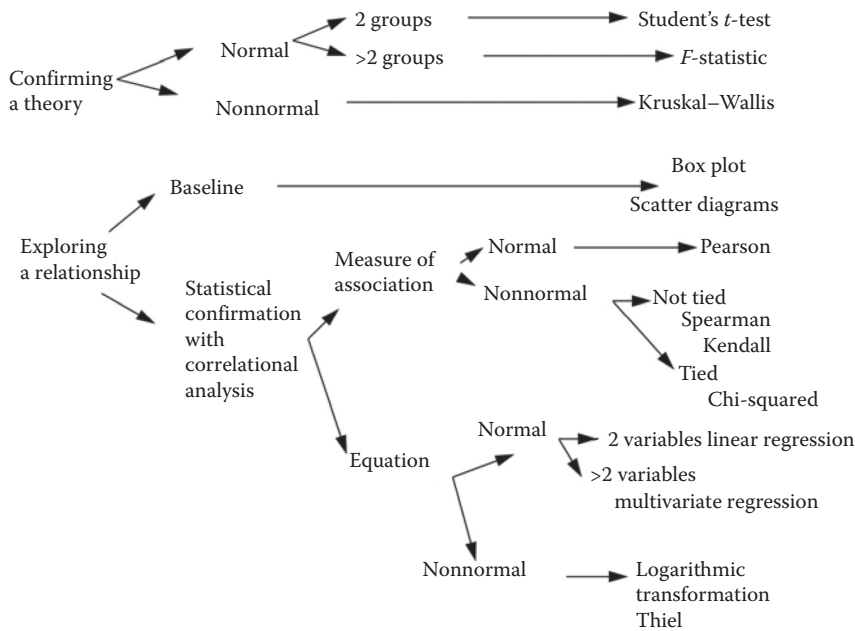 2 groups
Student's t-test
Normal
>2 groups
F-statistic
Confirming
a theory
Nonnormal
Kruskal–Wallis
Box plot
Baseline
Scatter diagrams
Exploring
a relationship
Measure of
association
Normal
Pearson
Nonnormal
Statistical
confirmation
with
correlational
analysis
Not tied
Spearman
Kendall
Tied
Chi-squared
Equation
Normal
2 variables linear regression
>2 variables
multivariate regression
Nonnormal
Logarithmic
transformation
Thiel